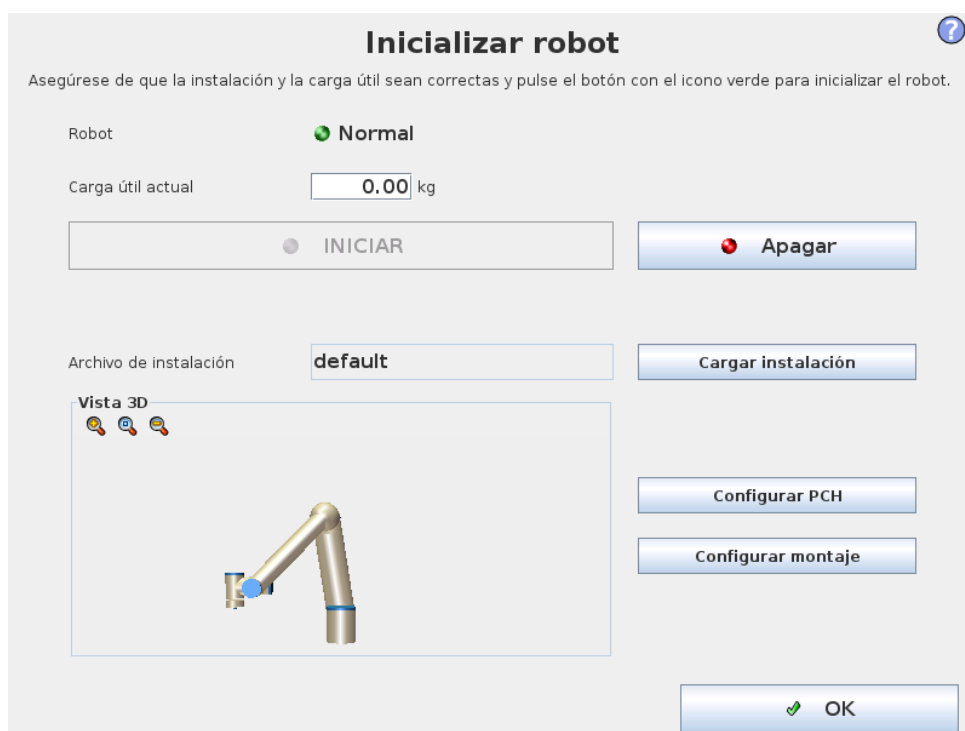 Inicializar robot
?
Asegúrese de que la instalación y la carga útil sean correctas y pulse el botón con el icono verde para inicializar el robot.
Robot
Normal
Carga útil actual
0.00 kg
INICIAR
Apagar
Archivo de instalación
default
Cargar instalación
Vista 3D
Configurar PCH
Configurar montaje
OK